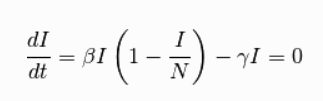 dI/dt = βI (1 − I/N) − γI = 0